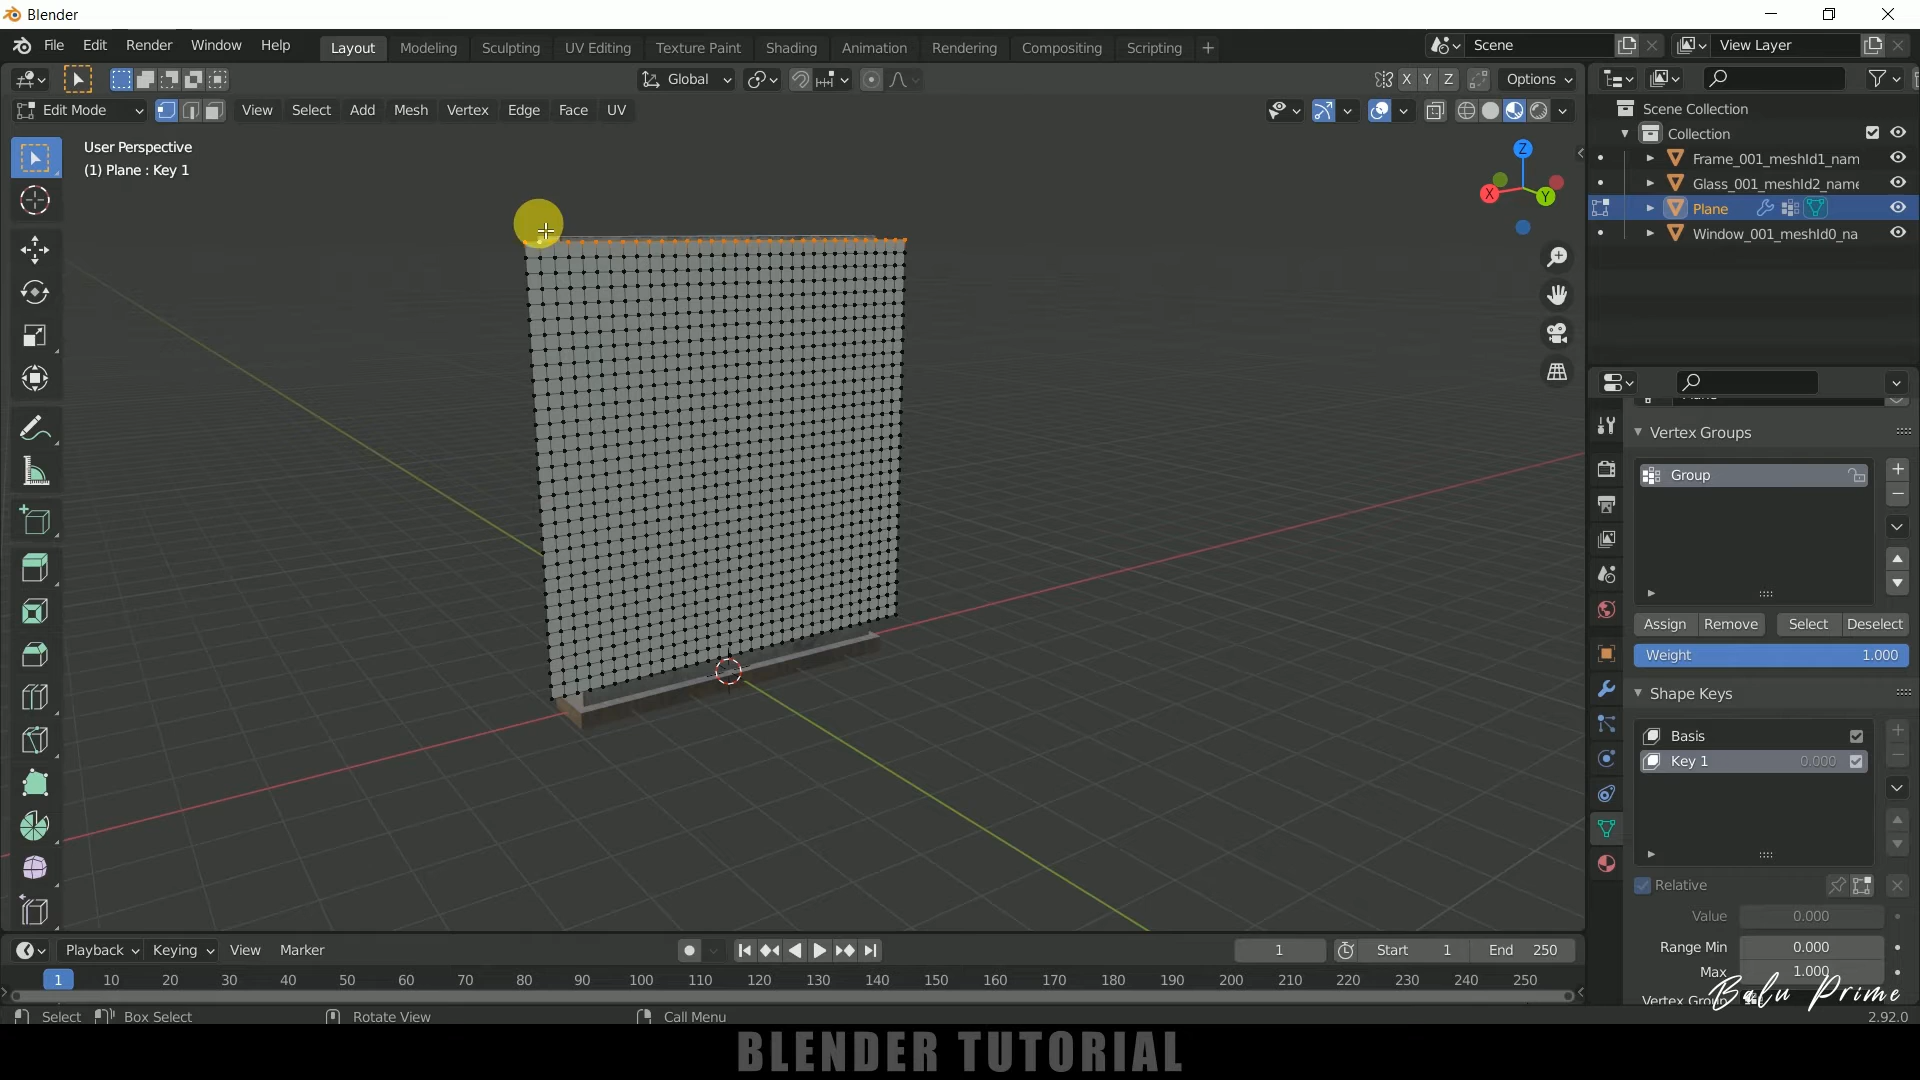 Blender
File Edit Render Window Help
Layout Modeling Sculpting UV Editing Texture Paint Shading Animation Rendering Compositing Scripting +
Scene
View Layer
Global
X Y Z
Options
Edit Mode
View Select Add Mesh Vertex Edge Face UV
User Perspective
(1) Plane : Key 1
Z
X
Y
Scene Collection
Collection
Frame_001_meshId1_nam
Glass_001_meshId2_name
Plane
Window_001_meshId0_na
Vertex Groups
Group
Assign Remove Select Deselect
Weight 1.000
Shape Keys
Basis
Key 1 0.000
Relative
Value 0.000
Range Min 0.000
Max 1.000
Vertex Group
Balu Prime
Playback Keying View Marker
1
Start 1
End 250
1 10 20 30 40 50 60 70 80 90 100 110 120 130 140 150 160 170 180 190 200 210 220 230 240 250
Select Box Select Rotate View Call Menu
2.92.0
BLENDER TUTORIAL